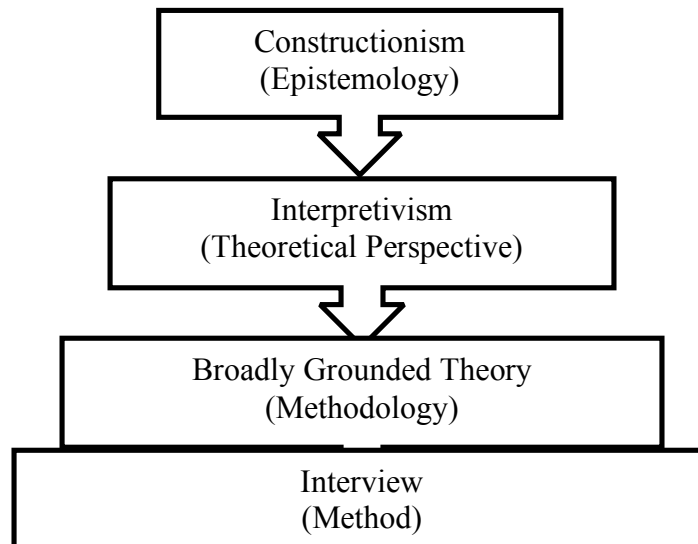 Constructionism
(Epistemology)
Interpretivism
(Theoretical Perspective)
Broadly Grounded Theory
(Methodology)
Interview
(Method)